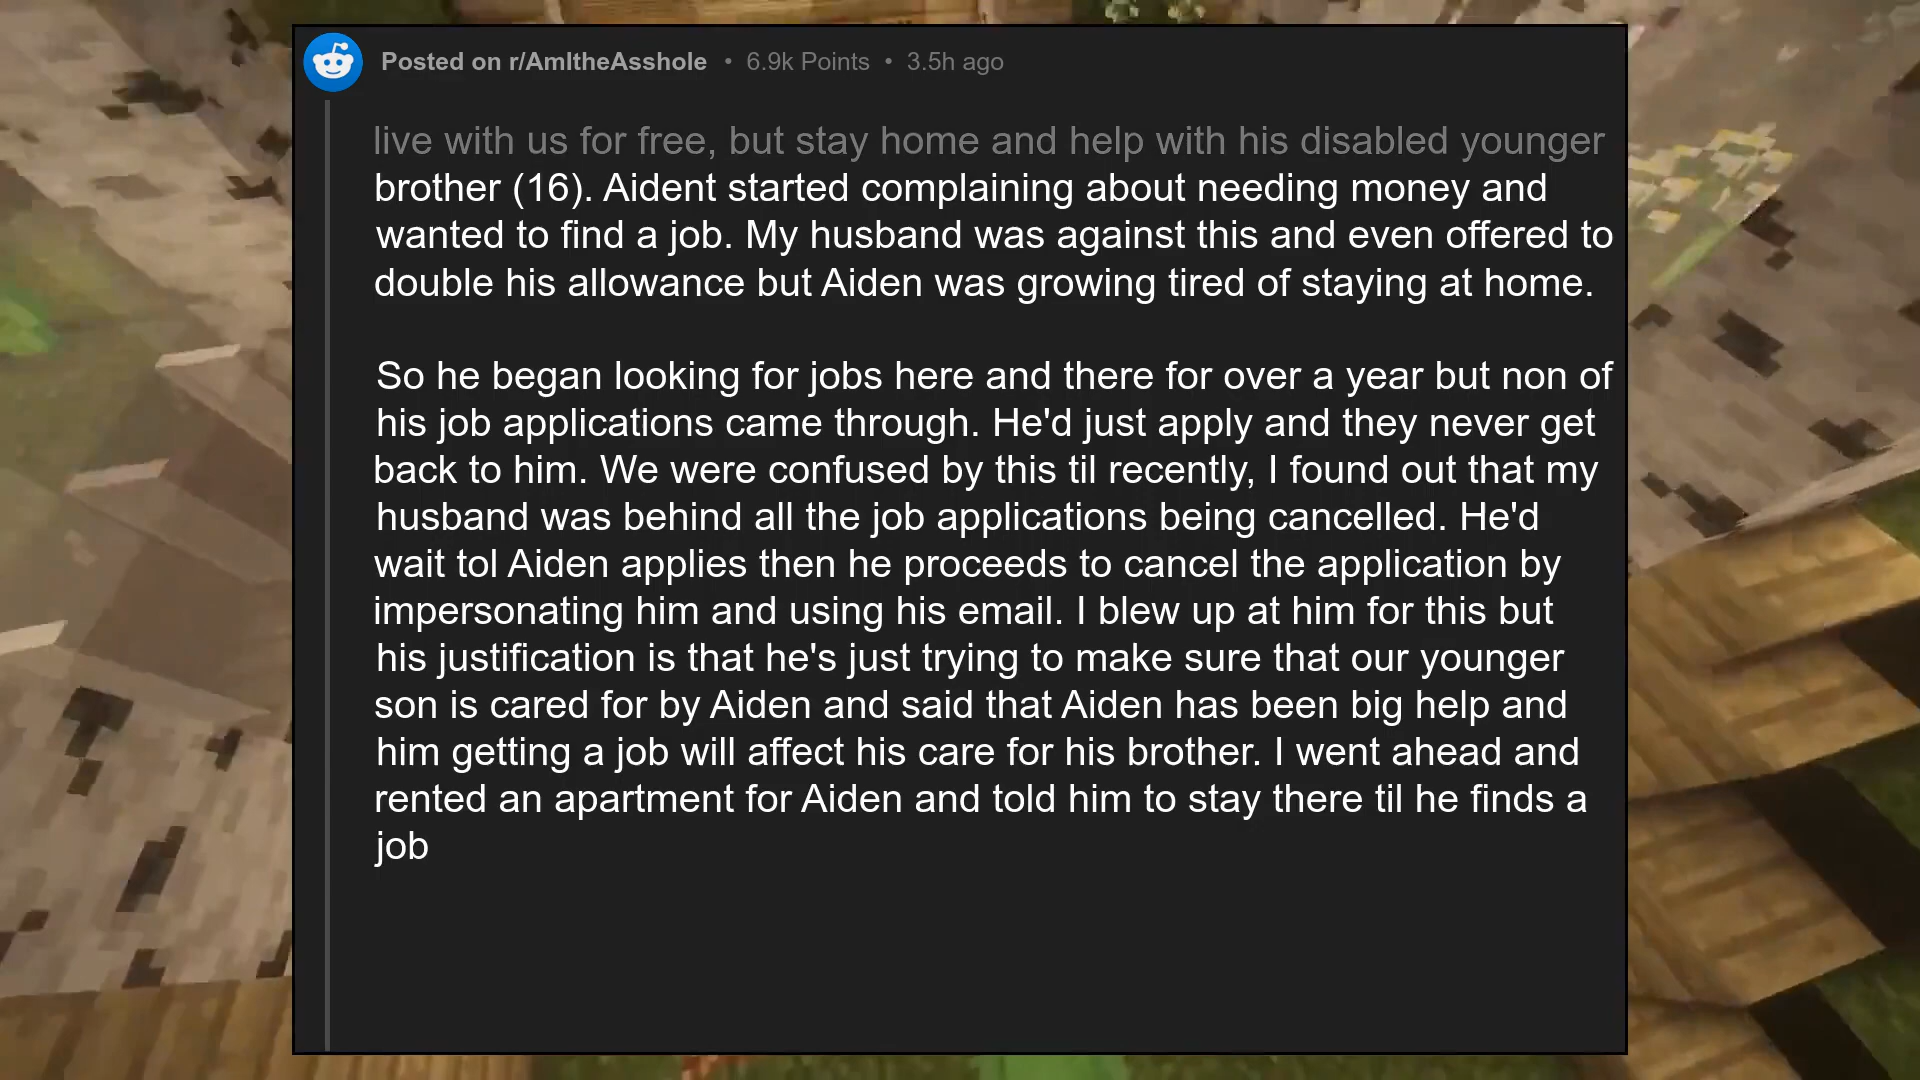 Posted on r/AmItheAsshole • 6.9k Points • 3.5h ago
live with us for free, but stay home and help with his disabled younger
brother (16). Aident started complaining about needing money and
wanted to find a job. My husband was against this and even offered to
double his allowance but Aiden was growing tired of staying at home.
So he began looking for jobs here and there for over a year but non of
his job applications came through. He'd just apply and they never get
back to him. We were confused by this til recently, I found out that my
husband was behind all the job applications being cancelled. He'd
wait tol Aiden applies then he proceeds to cancel the application by
impersonating him and using his email. I blew up at him for this but
his justification is that he's just trying to make sure that our younger
son is cared for by Aiden and said that Aiden has been big help and
him getting a job will affect his care for his brother. I went ahead and
rented an apartment for Aiden and told him to stay there til he finds a
job